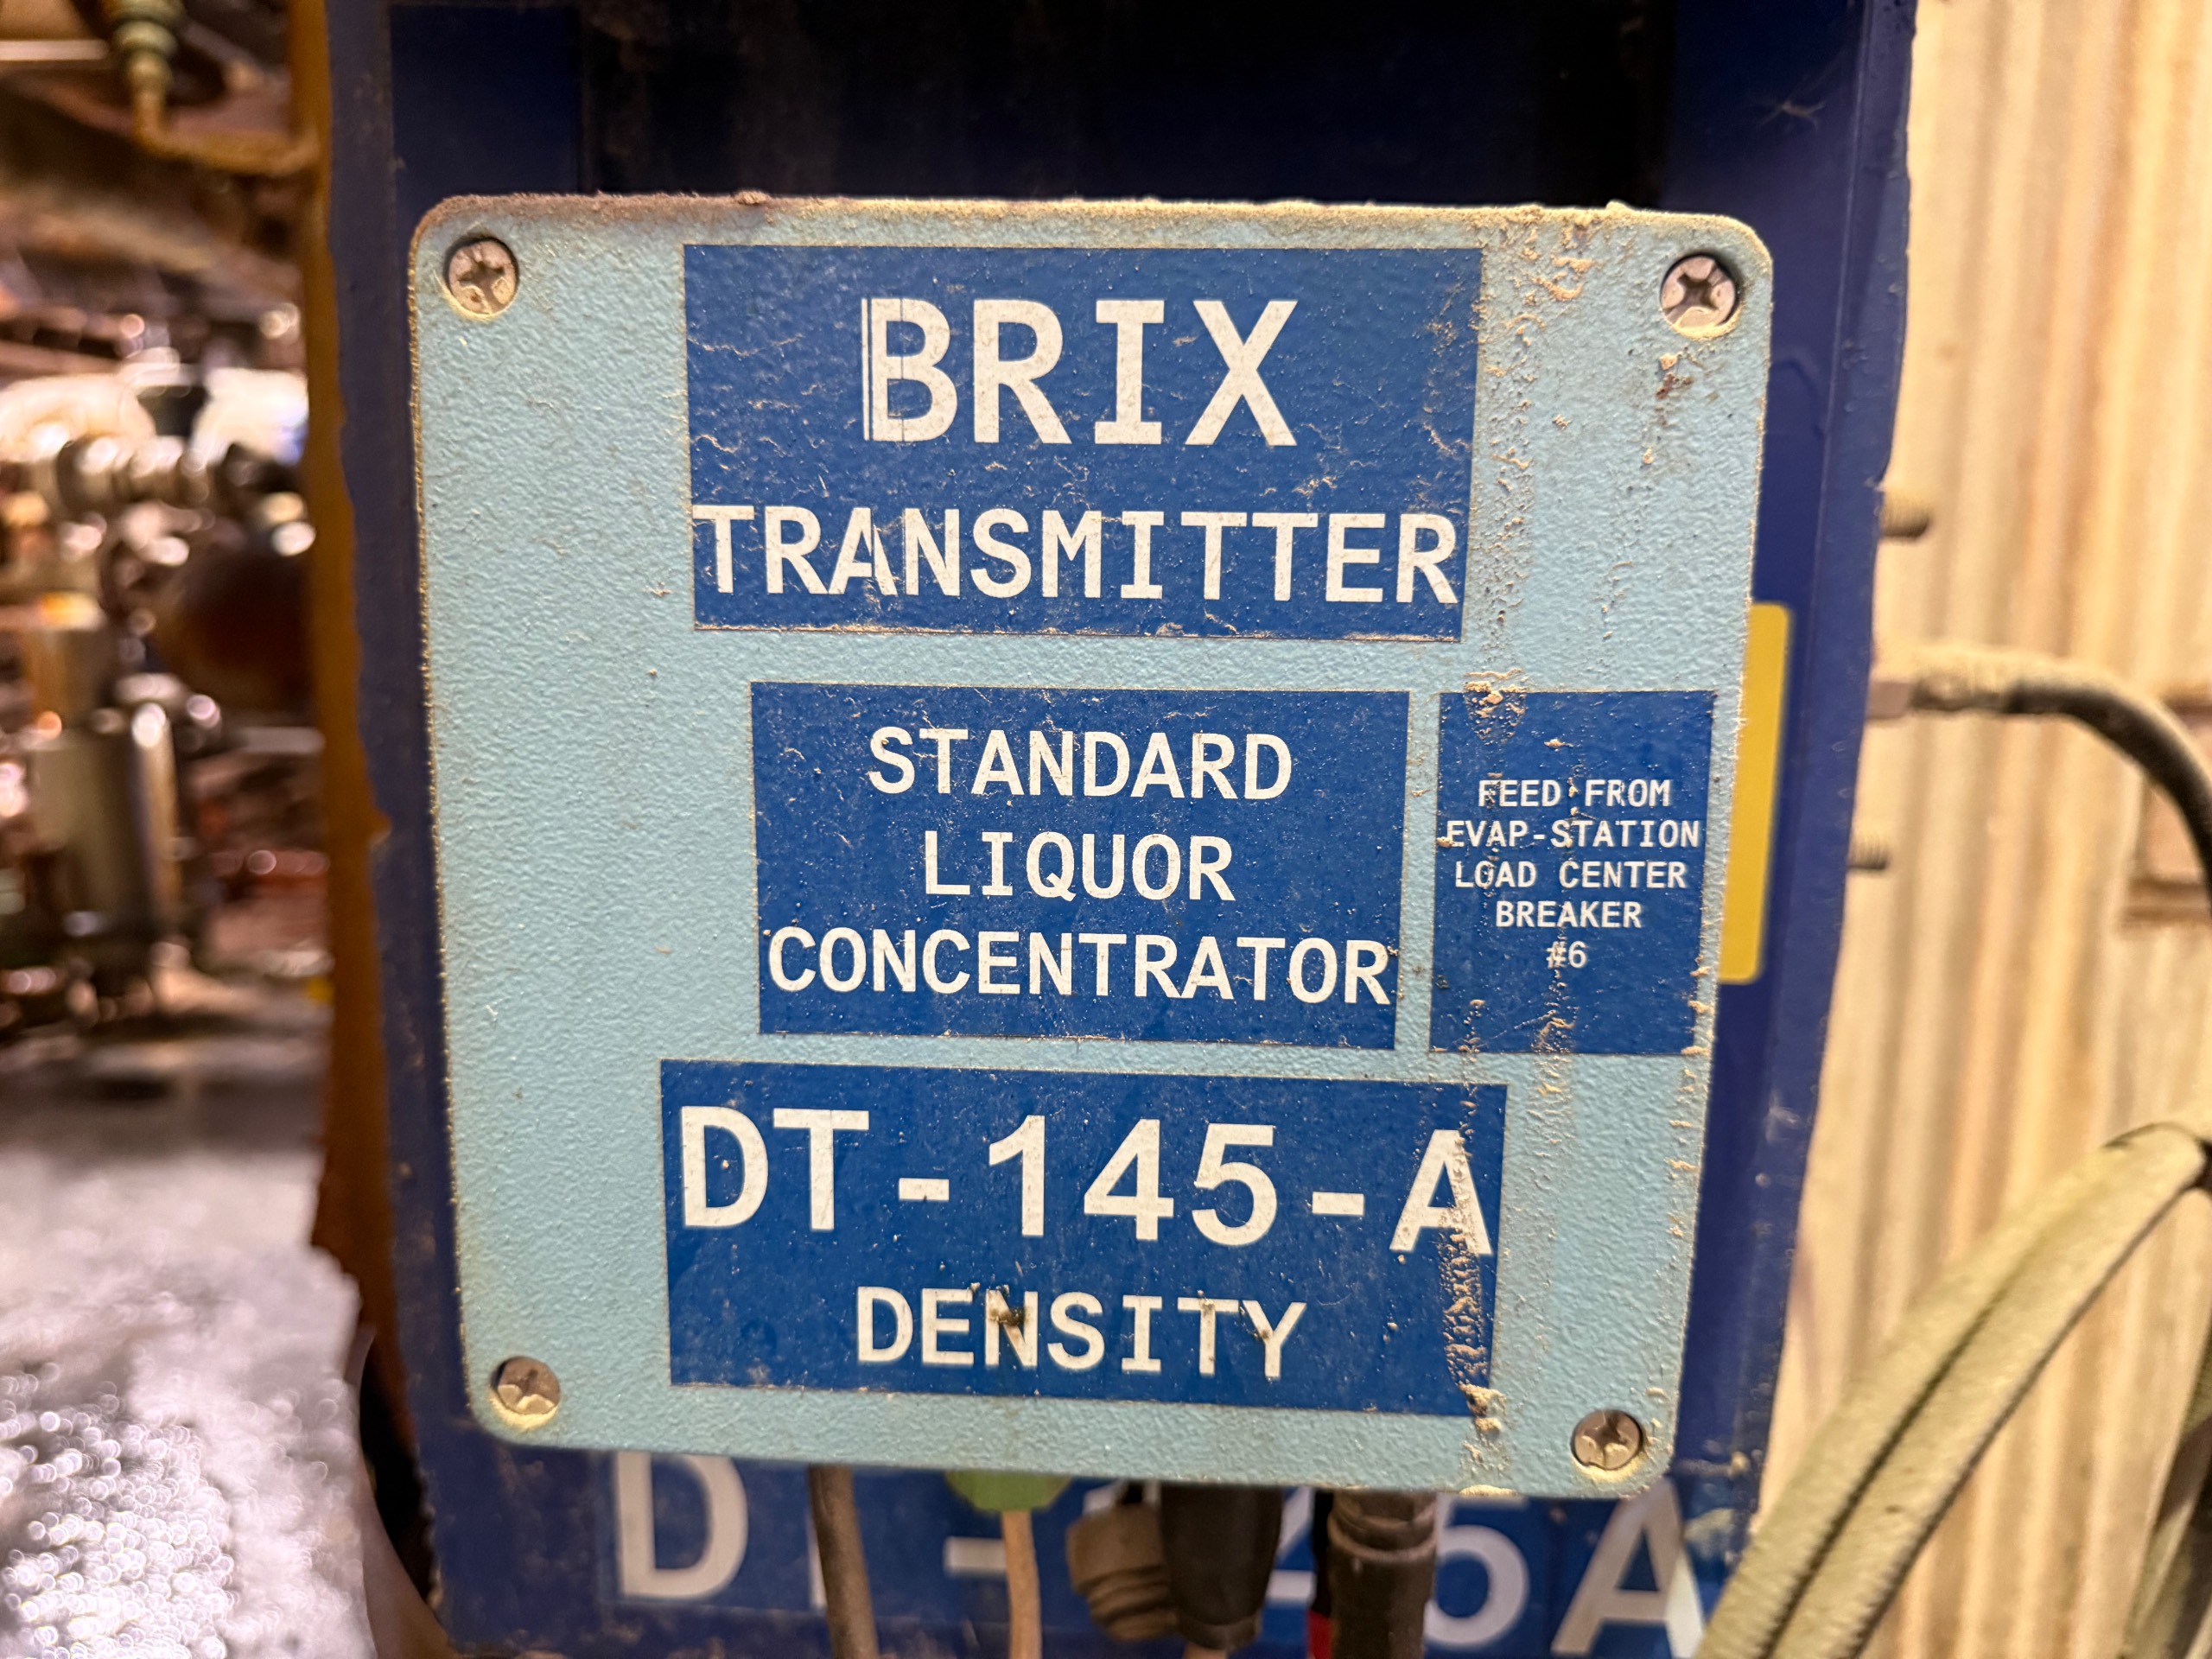 BRIX
TRANSMITTER
STANDARD
LIQUOR
CONCENTRATOR
FEED FROM
EVAP-STATION
LOAD CENTER
BREAKER
#6
DT-145-A
DENSITY